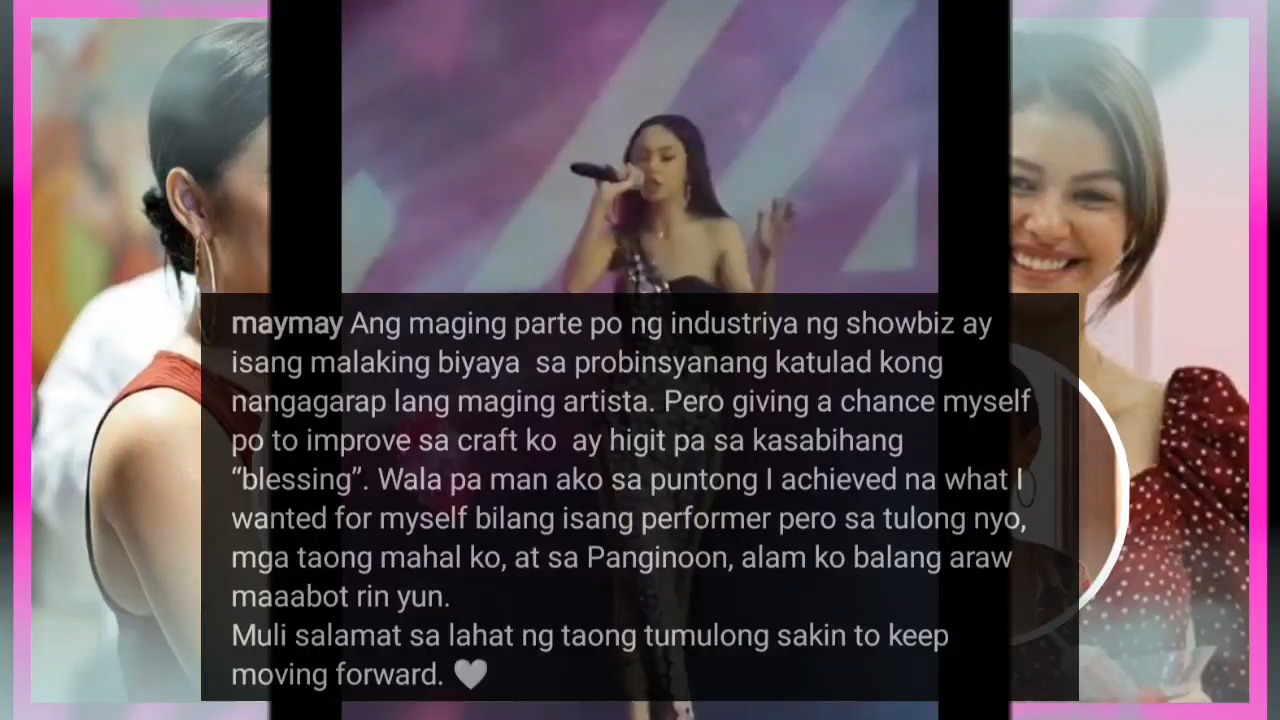 maymay Ang maging parte po ng industriya ng showbiz ay
isang malaking biyaya sa probinsyanang katulad kong
nangagarap lang maging artista. Pero giving a chance myself
po to improve sa craft ko ay higit pa sa kasabihang
“blessing”. Wala pa man ako sa puntong I achieved na what I
wanted for myself bilang isang performer pero sa tulong nyo,
mga taong mahal ko, at sa Panginoon, alam ko balang araw
maaabot rin yun.
Muli salamat sa lahat ng taong tumulong sakin to keep
moving forward. 🤍